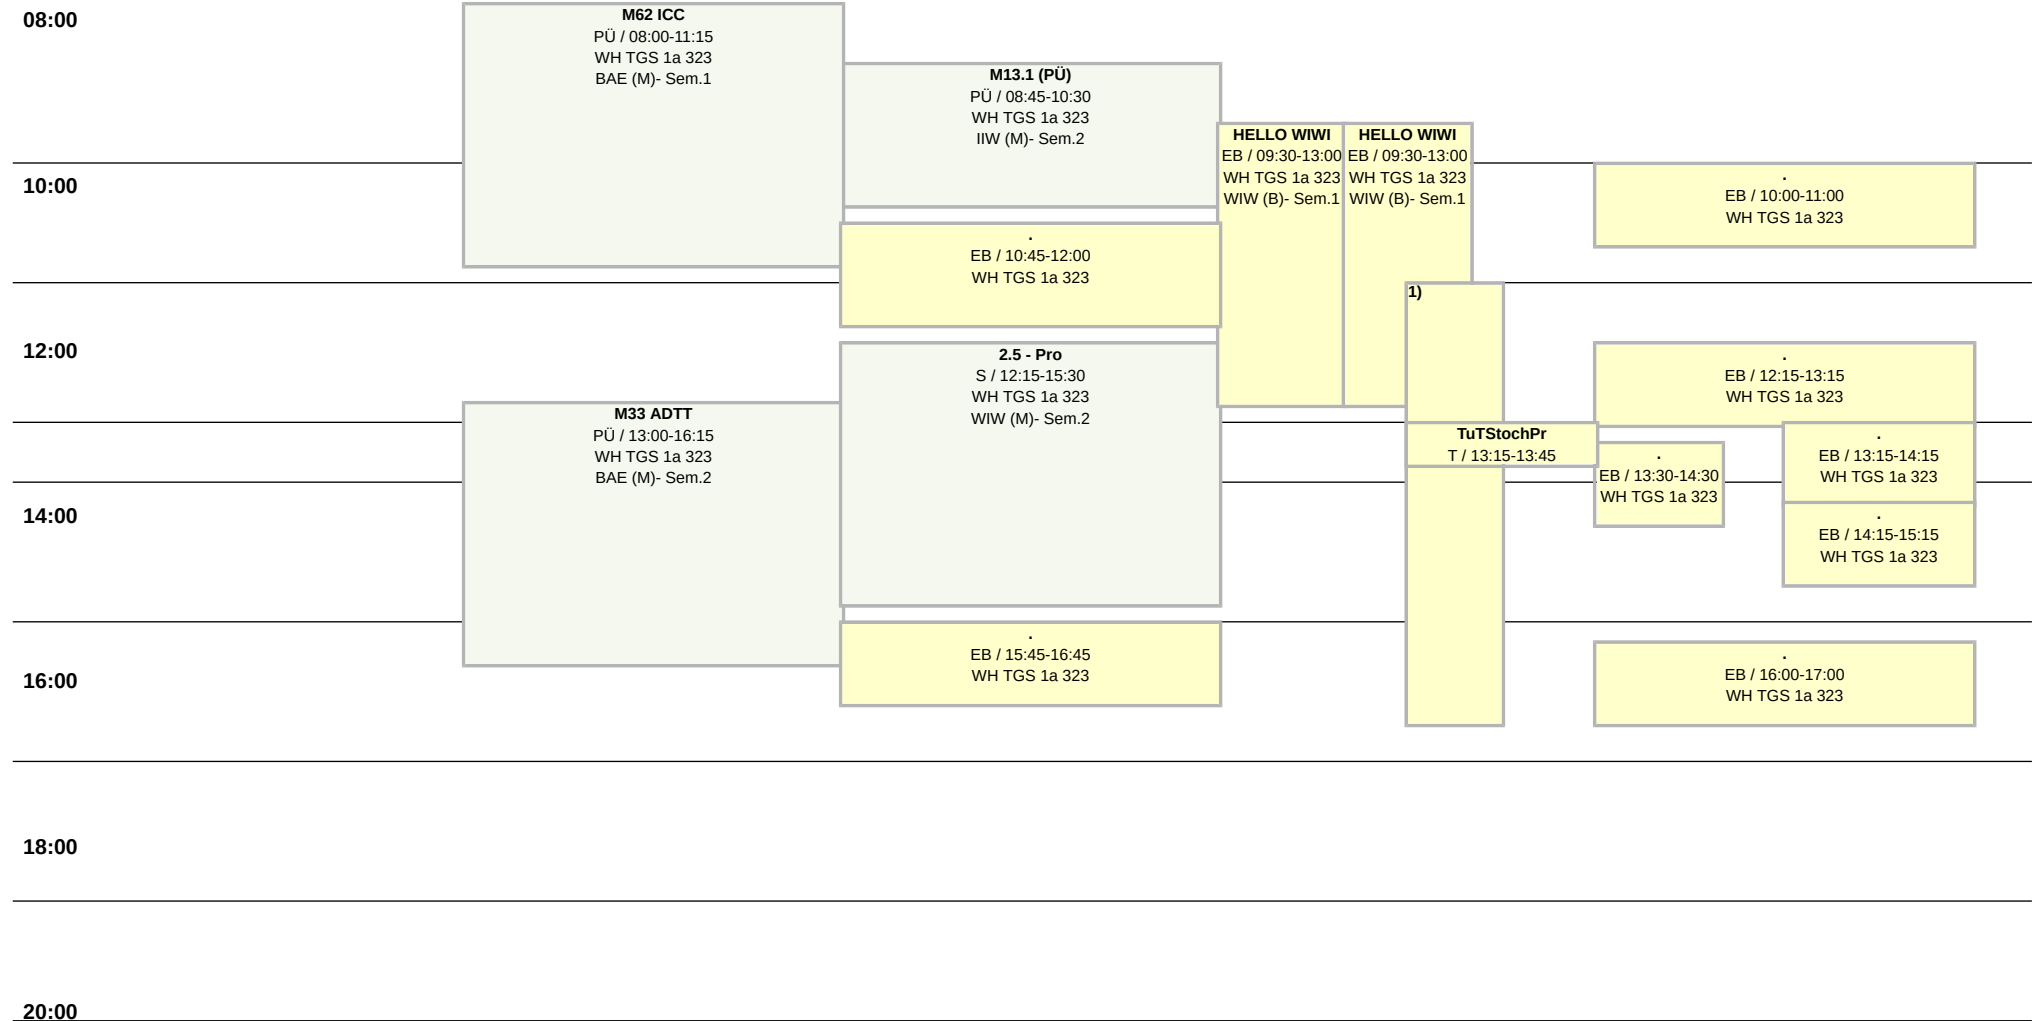 08:00
10:00
12:00
14:00
16:00
18:00
20:00
M62 ICC
PÜ / 08:00-11:15
WH TGS 1a 323
BAE (M)- Sem.1
M33 ADTT
PÜ / 13:00-16:15
WH TGS 1a 323
BAE (M)- Sem.2
M13.1 (PÜ)
PÜ / 08:45-10:30
WH TGS 1a 323
IIW (M)- Sem.2
.
EB / 10:45-12:00
WH TGS 1a 323
2.5 - Pro
S / 12:15-15:30
WH TGS 1a 323
WIW (M)- Sem.2
.
EB / 15:45-16:45
WH TGS 1a 323
HELLO WIWI
EB / 09:30-13:00
WH TGS 1a 323
WIW (B)- Sem.1
HELLO WIWI
EB / 09:30-13:00
WH TGS 1a 323
WIW (B)- Sem.1
1)
TuTStochPr
T / 13:15-13:45
.
EB / 10:00-11:00
WH TGS 1a 323
.
EB / 12:15-13:15
WH TGS 1a 323
.
EB / 13:30-14:30
WH TGS 1a 323
.
EB / 13:15-14:15
WH TGS 1a 323
.
EB / 14:15-15:15
WH TGS 1a 323
.
EB / 16:00-17:00
WH TGS 1a 323